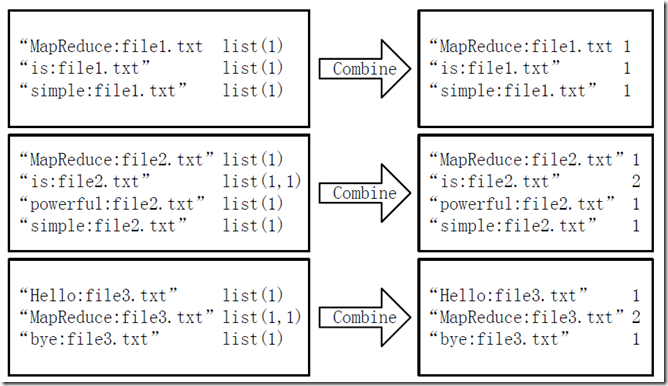 “MapReduce:file1.txt list(1)
“is:file1.txt” list(1)
“simple:file1.txt” list(1)
Combine
“MapReduce:file1.txt 1
“is:file1.txt” 1
“simple:file1.txt” 1
“MapReduce:file2.txt” list(1)
“is:file2.txt” list(1,1)
“powerful:file2.txt” list(1)
“simple:file2.txt” list(1)
Combine
“MapReduce:file2.txt” 1
“is:file2.txt” 2
“powerful:file2.txt” 1
“simple:file2.txt” 1
“Hello:file3.txt” list(1)
“MapReduce:file3.txt” list(1,1)
“bye:file3.txt” list(1)
Combine
“Hello:file3.txt” 1
“MapReduce:file3.txt” 2
“bye:file3.txt” 1